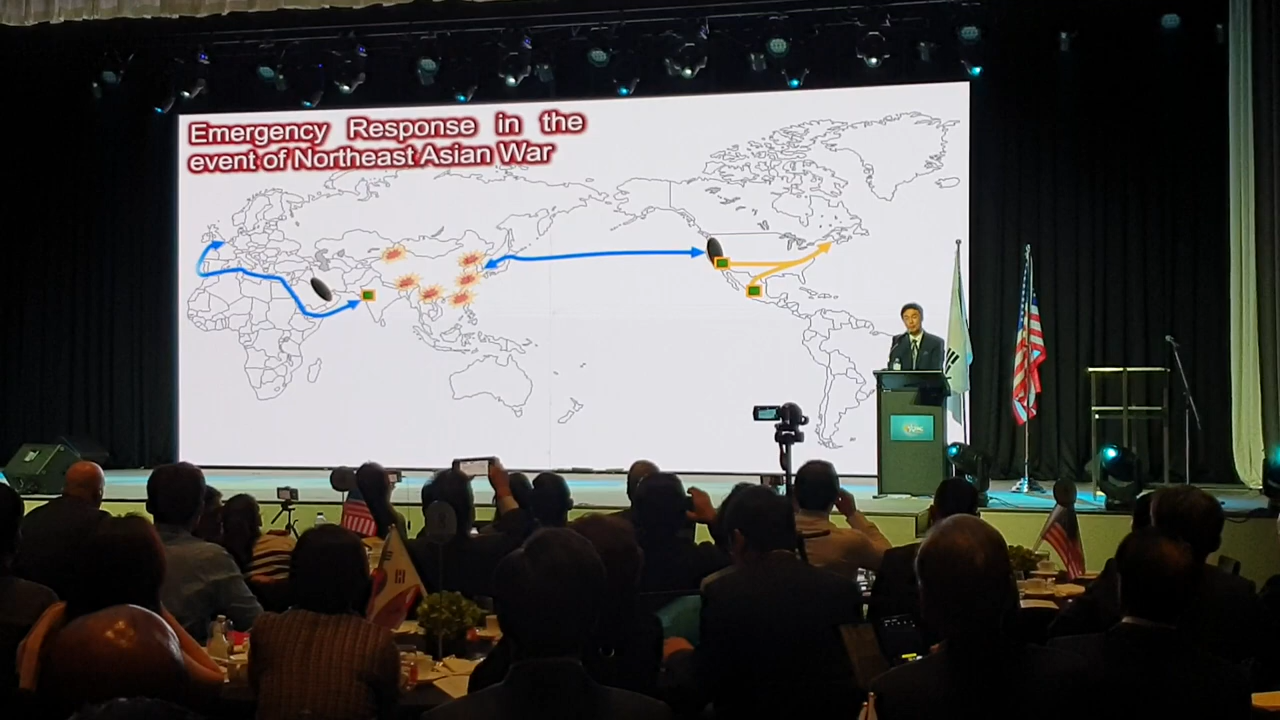 Emergency Response in the
event of Northeast Asian War